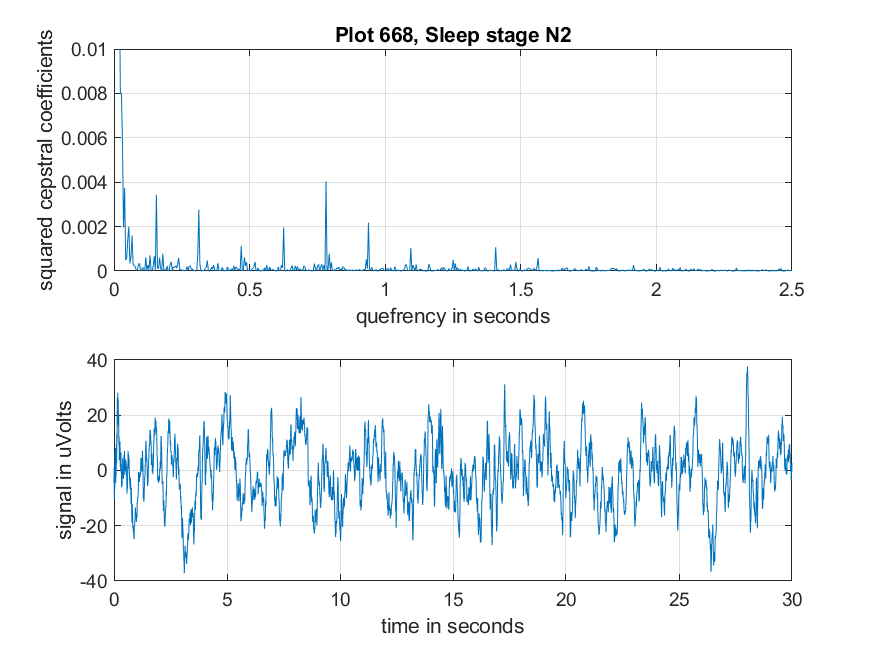 Plot 668, Sleep stage N2
squared cepstral coefficients
0.01
0.008
0.006
0.004
0.002
0
0 0.5 1 1.5 2 2.5
quefrency in seconds
signal in uVolts
40
20
0
-20
-40
0 5 10 15 20 25 30
time in seconds